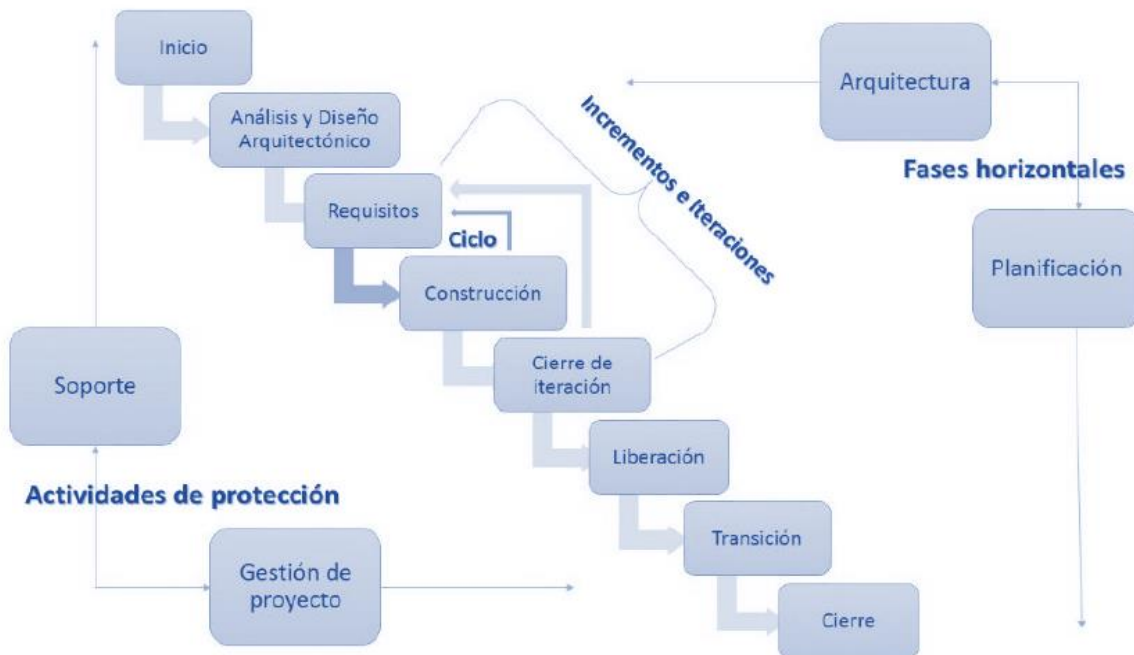 Inicio
Arquitectura
Análisis y Diseño
Arquitectónico
Incrementos e Iteraciones
Fases horizontales
Requisitos
Ciclo
Planificación
Construcción
Soporte
Cierre de
iteración
Liberación
Actividades de protección
Transición
Gestión de
proyecto
Cierre